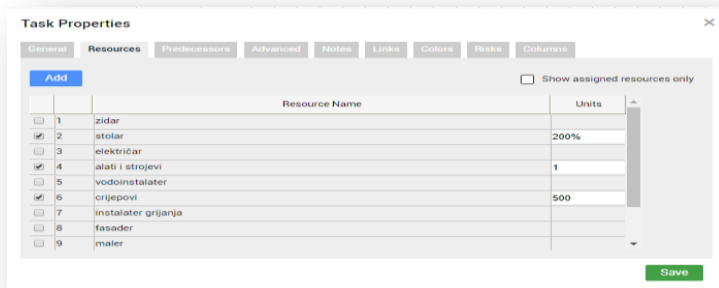 Task Properties ×
General Resources Predecessors Advanced Notes Links Colors Risks Columns
Add Show assigned resources only
Resource Name Units
1 zidar
2 stolar 200%
3 električar
4 alati i strojevi 1
5 vodoinstalater
6 crijepovi 500
7 instalater grijanja
8 fasader
9 maler
Save